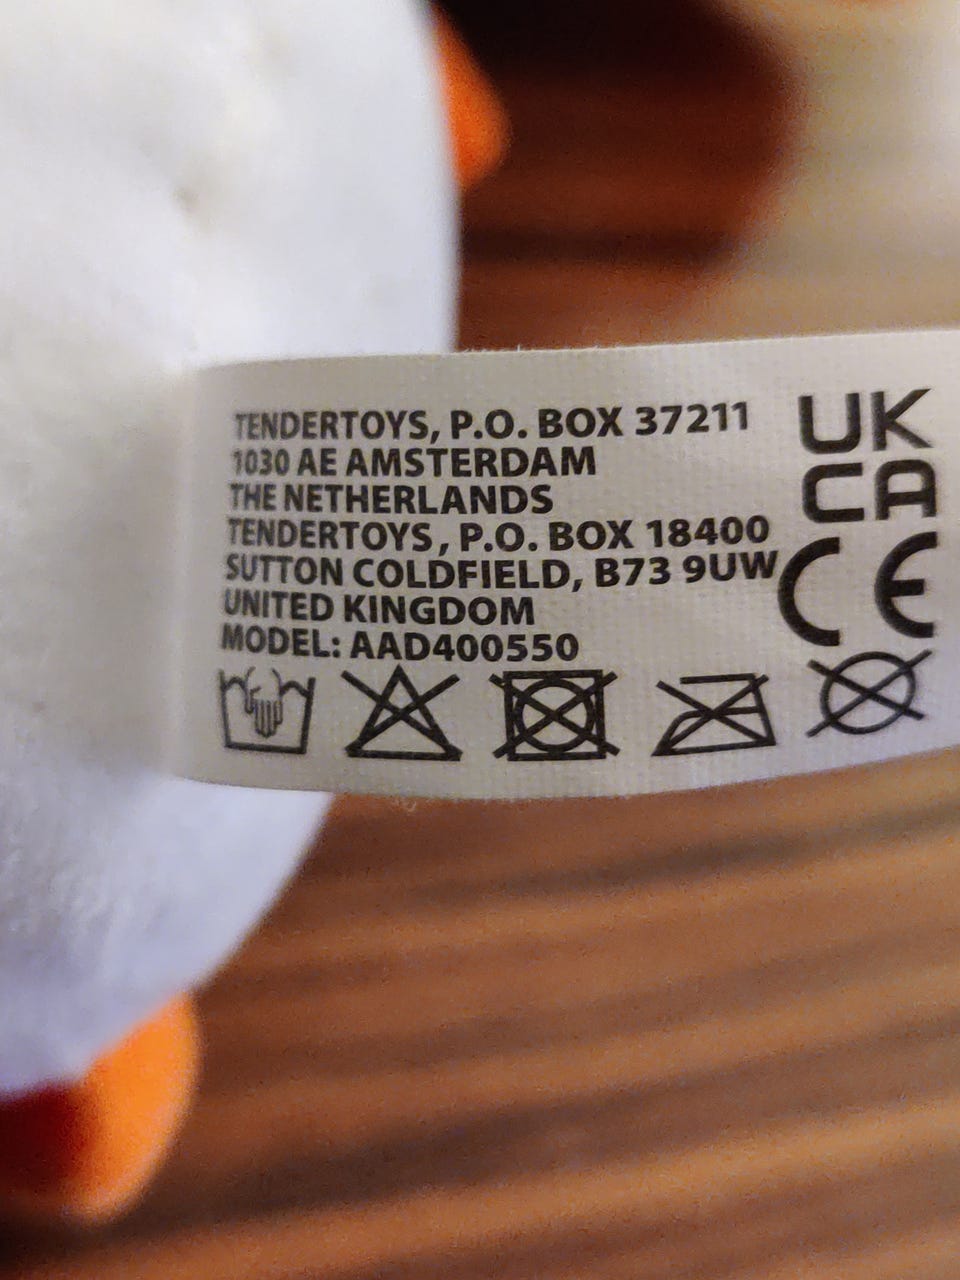 TENDERTOYS, P.O. BOX 37211
1030 AE AMSTERDAM
THE NETHERLANDS
TENDERTOYS, P.O. BOX 18400
SUTTON COLDFIELD, B73 9UW
UNITED KINGDOM
MODEL: AAD400550
UK
CA
CE